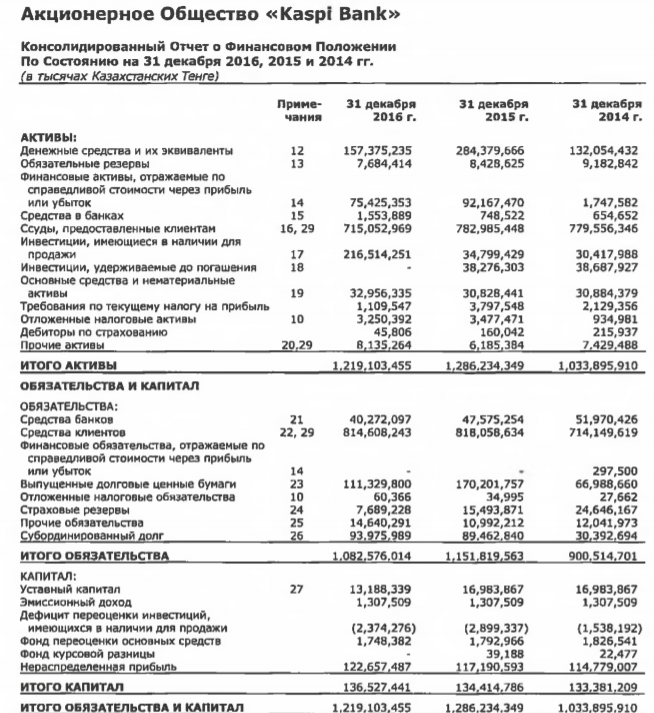 Акционерное Общество «Kaspi Bank»
Консолидированный Отчет о Финансовом Положении
По Состоянию на 31 декабря 2016, 2015 и 2014 гг.
(в тысячах Казахстанских Тенге)
Приме- 31 декабря 31 декабря 31 декабря
чания 2016 г. 2015 г. 2014 г.
АКТИВЫ:
Денежные средства и их эквиваленты 12 157,375,235 284,379,666 132,054,432
Обязательные резервы 13 7,684,414 8,428,625 9,182,842
Финансовые активы, отражаемые по
справедливой стоимости через прибыль
или убыток 14 75,425,353 92,167,470 1,747,582
Средства в банках 15 1,553,889 748,522 654,652
Ссуды, предоставленные клиентам 16, 29 715,052,969 782,985,448 779,556,346
Инвестиции, имеющиеся в наличии для
продажи 17 216,514,251 34,799,429 30,417,988
Инвестиции, удерживаемые до погашения 18 - 38,276,303 38,687,927
Основные средства и нематериальные
активы 19 32,956,335 30,828,441 30,884,379
Требования по текущему налогу на прибыль 1,109,547 3,797,548 2,129,356
Отложенные налоговые активы 10 3,250,392 3,477,471 934,981
Дебиторы по страхованию 45,806 160,042 215,937
Прочие активы 20,29 8,135,264 6,185,384 7,429,488
ИТОГО АКТИВЫ 1,219,103,455 1,286,234,349 1,033,895,910
ОБЯЗАТЕЛЬСТВА И КАПИТАЛ
ОБЯЗАТЕЛЬСТВА:
Средства банков 21 40,272,097 47,575,254 51,970,426
Средства клиентов 22, 29 814,608,243 818,058,634 714,149,619
Финансовые обязательства, отражаемые по
справедливой стоимости через прибыль
или убыток 14 - - 297,500
Выпущенные долговые ценные бумаги 23 111,329,800 170,201,757 66,988,660
Отложенные налоговые обязательства 10 60,366 34,995 27,662
Страховые резервы 24 7,689,228 15,493,871 24,646,167
Прочие обязательства 25 14,640,291 10,992,212 12,041,973
Субординированный долг 26 93,975,989 89,462,840 30,392,694
ИТОГО ОБЯЗАТЕЛЬСТВА 1,082,576,014 1,151,819,563 900,514,701
КАПИТАЛ:
Уставный капитал 27 13,188,339 16,983,867 16,983,867
Эмиссионный доход 1,307,509 1,307,509 1,307,509
Дефицит переоценки инвестиций,
имеющихся в наличии для продажи (2,374,276) (2,899,337) (1,538,192)
Фонд переоценки основных средств 1,748,382 1,792,966 1,826,541
Фонд курсовой разницы - 39,188 22,477
Нераспределенная прибыль 122,657,487 117,190,593 114,779,007
ИТОГО КАПИТАЛ 136,527,441 134,414,786 133,381,209
ИТОГО ОБЯЗАТЕЛЬСТВА И КАПИТАЛ 1,219,103,455 1,286,234,349 1,033,895,910